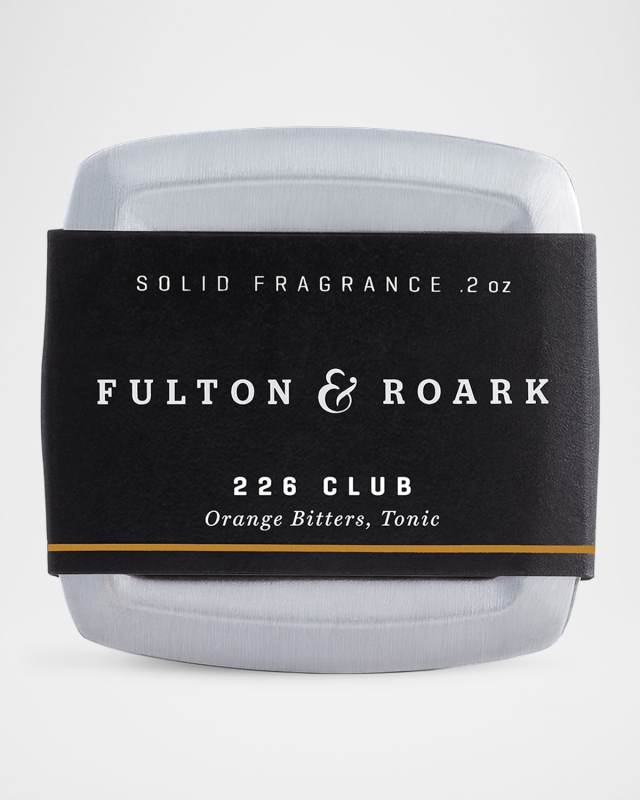 SOLID FRAGRANCE .2 oz
FULTON & ROARK
226 CLUB
Orange Bitters, Tonic